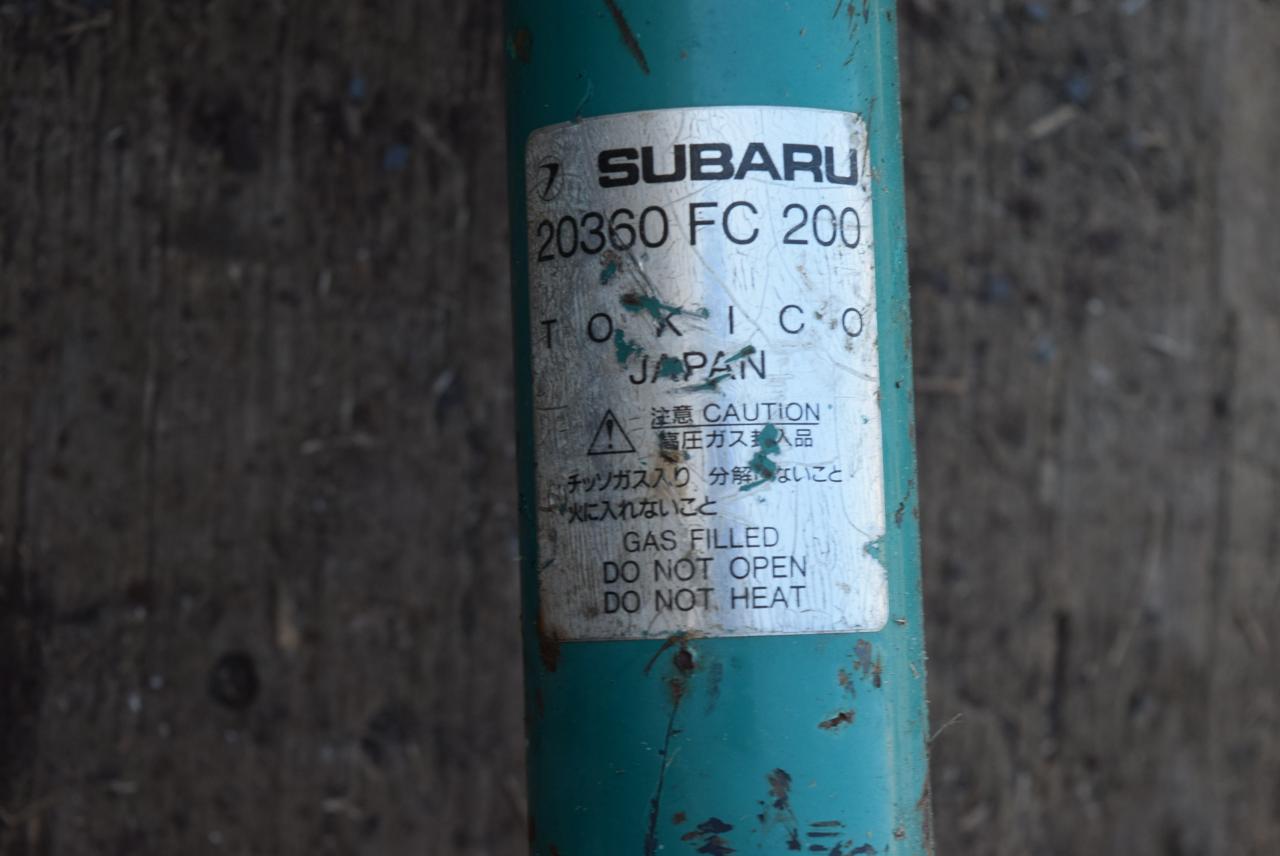 SUBARU
20360 FC 200
TOKICO
JAPAN
注意 CAUTION
高圧ガス封入品
チッソガス入り 分解しないこと
火に入れないこと
GAS FILLED
DO NOT OPEN
DO NOT HEAT